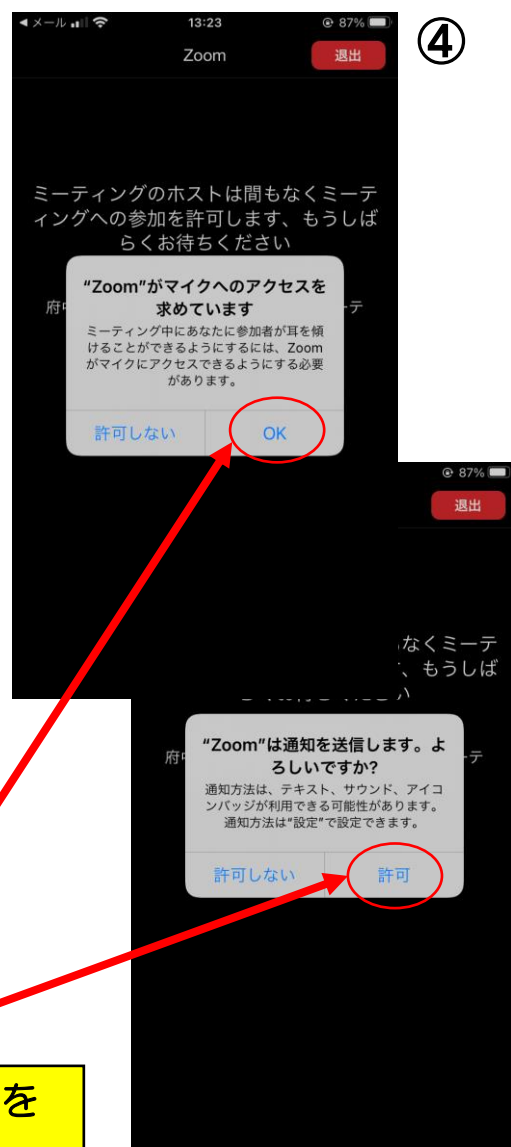 ④
メール 13:23 87%
Zoom 退出
ミーティングのホストは間もなくミーテ
ィングへの参加を許可します、もうしば
らくお待ちください
府 テ
“Zoom”がマイクへのアクセスを
求めています
ミーティング中にあなたに参加者が耳を傾
けることができるようにするには、Zoom
がマイクにアクセスできるようにする必要
があります。
許可しない OK
87%
退出
なくミーテ
、もうしば
府 テ
“Zoom”は通知を送信します。よ
ろしいですか?
通知方法は、テキスト、サウンド、アイコ
ンバッジが利用できる可能性があります。
通知方法は“設定”で設定できます。
許可しない 許可
を